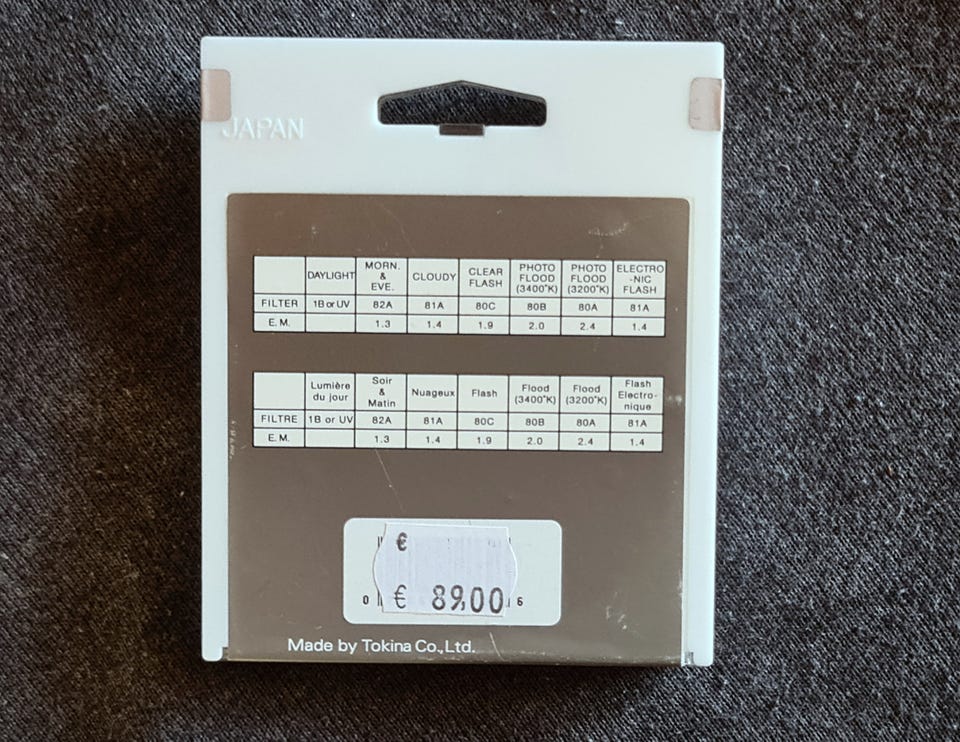 JAPAN
DAYLIGHT MORN. & EVE. CLOUDY CLEAR FLASH PHOTO FLOOD (3400°K) PHOTO FLOOD (3200°K) ELECTRO-NIC FLASH
FILTER 1B or UV 82A 81A 80C 80B 80A 81A
E.M. 1.3 1.4 1.9 2.0 2.4 1.4
Lumière du jour Soir & Matin Nuageux Flash Flood (3400°K) Flood (3200°K) Flash Electro-nique
FILTRE 1B or UV 82A 81A 80C 80B 80A 81A
E.M. 1.3 1.4 1.9 2.0 2.4 1.4
€
0 € 89,00 6
Made by Tokina Co.,Ltd.